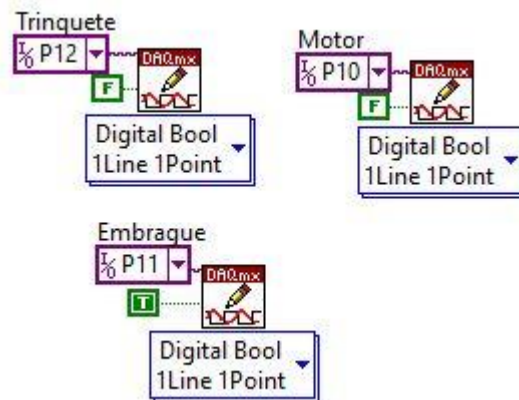 Trinquete
I/O P12
DAQmx
F
Digital Bool
1Line 1Point
Motor
I/O P10
DAQmx
F
Digital Bool
1Line 1Point
Embrague
I/O P11
DAQmx
T
Digital Bool
1Line 1Point